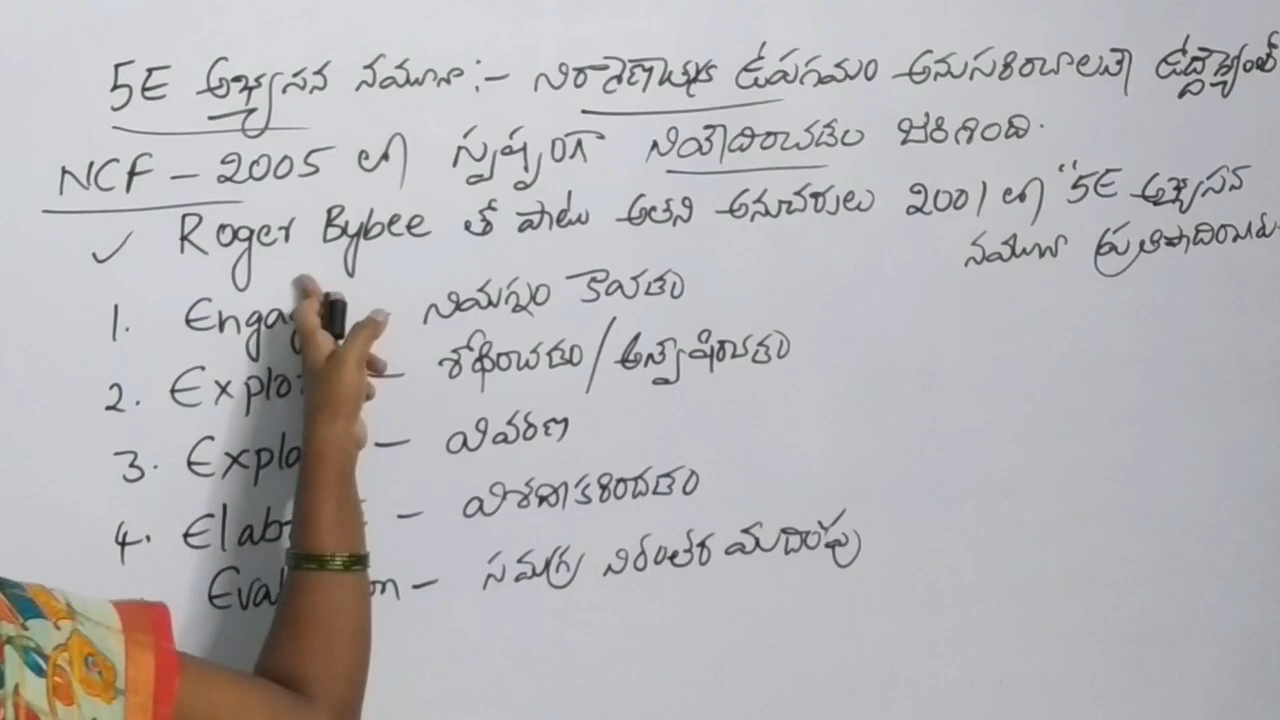 5E అభ్యసన నమూనా :- నిర్మాణాత్మక ఉపగమం అనుసరించాలనే ఉద్దేశ్యంతో
NCF - 2005 లో స్పష్టంగా నియోదించడం జరిగింది.
✓ Roger Bybee తో పాటు అతని అనుచరులు 2001 లో "5E అభ్యసన
నమూనా ప్రతిపాదించారు.
1. Engag నిమగ్నం కావడం
2. Explo – శోధించడం / అన్వేషించడం
3. Expla – వివరణ
4. Elab – విశదీకరించడం
Eval n – సమగ్ర నిరంతర మదింపు